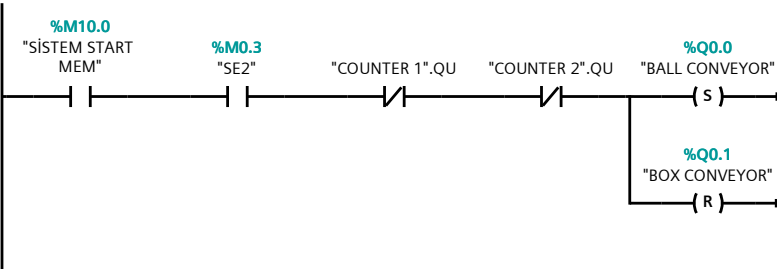 %M10.0
"SİSTEM START
MEM"
%M0.3
"SE2"
"COUNTER 1".QU
"COUNTER 2".QU
%Q0.0
"BALL CONVEYOR"
S
%Q0.1
"BOX CONVEYOR"
R